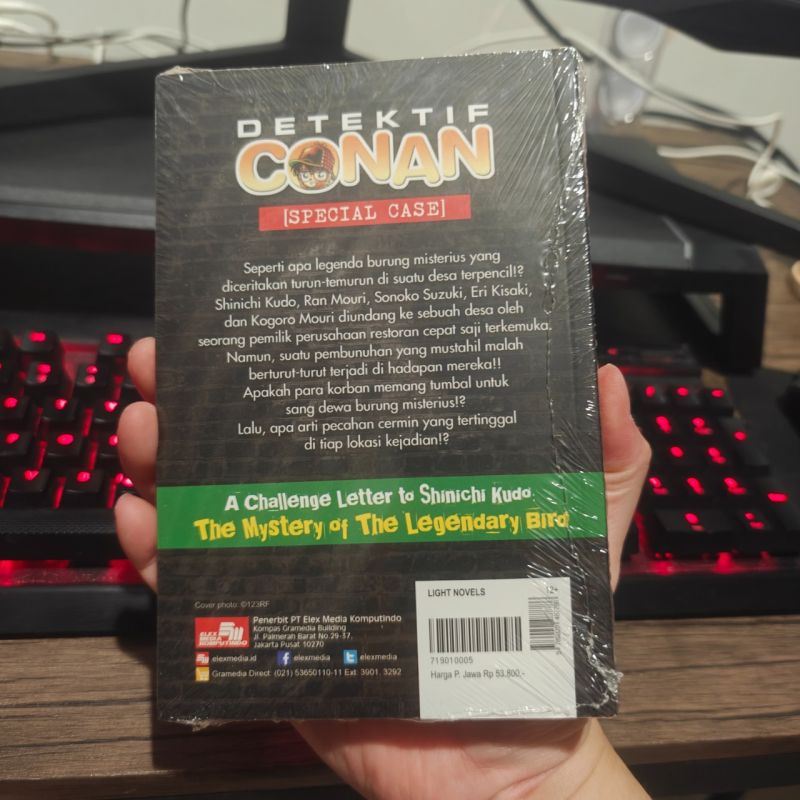 DETEKTIF
CONAN
[SPECIAL CASE]
Seperti apa legenda burung misterius yang
diceritakan turun-temurun di suatu desa terpencil!?
Shinichi Kudo, Ran Mouri, Sonoko Suzuki, Eri Kisaki,
dan Kogoro Mouri diundang ke sebuah desa oleh
seorang pemilik perusahaan restoran cepat saji terkemuka.
Namun, suatu pembunuhan yang mustahil malah
berturut-turut terjadi di hadapan mereka!!
Apakah para korban memang tumbal untuk
sang dewa burung misterius!?
Lalu, apa arti pecahan cermin yang tertinggal
di tiap lokasi kejadian!?
A Challenge Letter to Shinichi Kudo
The Mystery of The Legendary Bird
Cover photo: ©123RF
ELEX MEDIA KOMPUTINDO
Penerbit PT Elex Media Komputindo
Kompas Gramedia Building
Jl. Palmerah Barat No.29-37,
Jakarta Pusat 10270
elexmedia.id elexmedia elexmedia
Gramedia Direct: (021) 53650110-11 Ext: 3901, 3292
LIGHT NOVELS
12+
719010005
Harga P. Jawa Rp 53.800,-